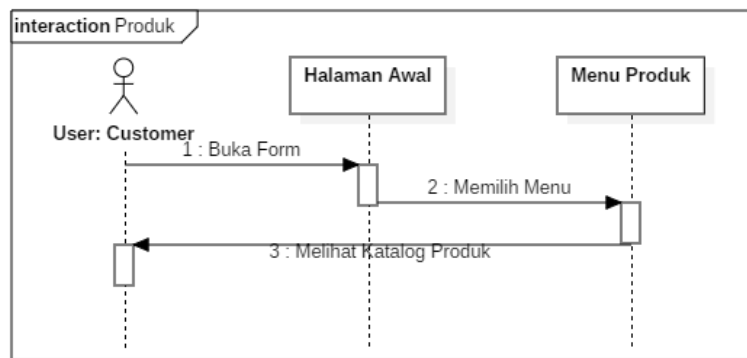 interaction Produk
Halaman Awal
Menu Produk
User: Customer
1 : Buka Form
2 : Memilih Menu
3 : Melihat Katalog Produk